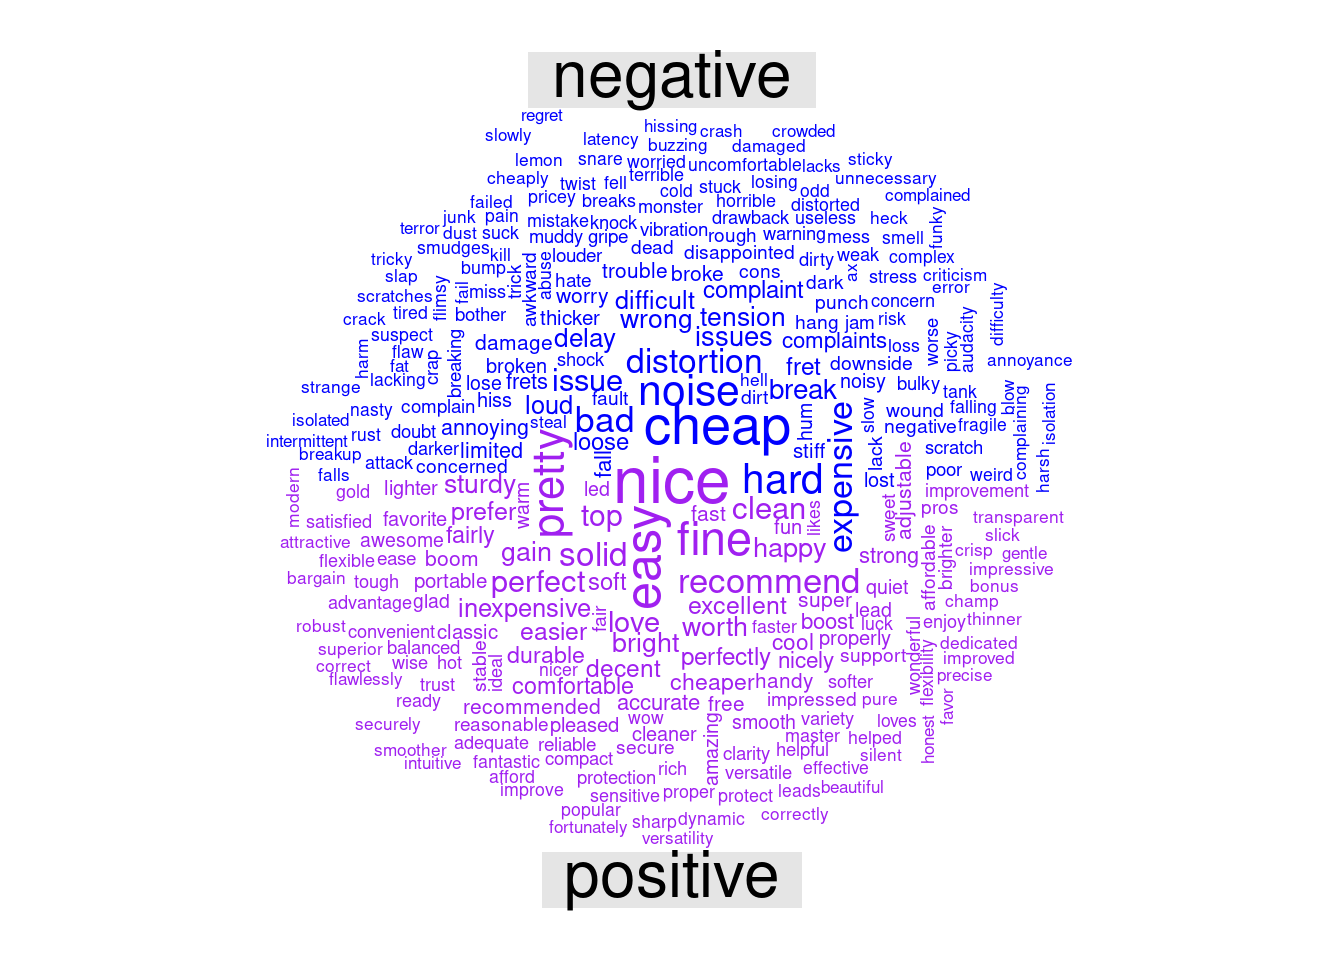 negative
regret
hissing crash crowded
slowly latency buzzing damaged
lemon snare worried uncomfortable lacks sticky
cheaply twist fell terrible cold stuck losing odd unnecessary
failed pricey breaks monster horrible distorted complained
junk pain mistake knock drawback useless heck funky
terror dust suck muddy gripe vibration rough warning mess smell
smudges kill louder dead disappointed dirty weak complex
tricky bump trick awkward abuse trouble broke cons ax stress criticism
slap flimsy fail miss hate worry difficult complaint dark error
scratches tired bother thicker wrong tension punch concern difficulty
crack suspect damage delay issues hang jam risk worse picky audacity
harm flaw crap breaking broken shock distortion fret complaints loss downside annoyance
fat lacking lose frets issue noise hell break noisy bulky tank
strange nasty complain hiss loud fault dirt hum slow wound falling blow isolation
isolated doubt annoying steal bad cheap expensive negative fragile complaining
intermittent rust darker limited loose stiff lack scratch
breakup attack concerned fall hard lost poor weird harsh
falls
modern gold lighter sturdy pretty led nice adjustable improvement
satisfied favorite prefer warm top fast clean likes sweet pros transparent
attractive awesome fairly easy fine fun slick
flexible ease boom gain solid happy strong affordable brighter crisp gentle
bargain tough portable perfect soft recommend quiet impressive bonus
advantage glad inexpensive fair excellent super lead champ
robust convenient classic easier love worth faster boost luck enjoy thinner
superior balanced stable bright cool properly wonderful dedicated
correct wise hot ideal durable nicer decent perfectly nicely support flexibility improved
flawlessly trust comfortable cheaper handy softer precise
ready recommended accurate free impressed pure favor
securely reasonable pleased wow smooth variety loves honest
smoother adequate reliable cleaner secure amazing master helped
intuitive fantastic compact clarity helpful silent
afford protection rich versatile effective
improve sensitive proper protect leads beautiful
popular
fortunately sharp dynamic correctly
versatility
positive